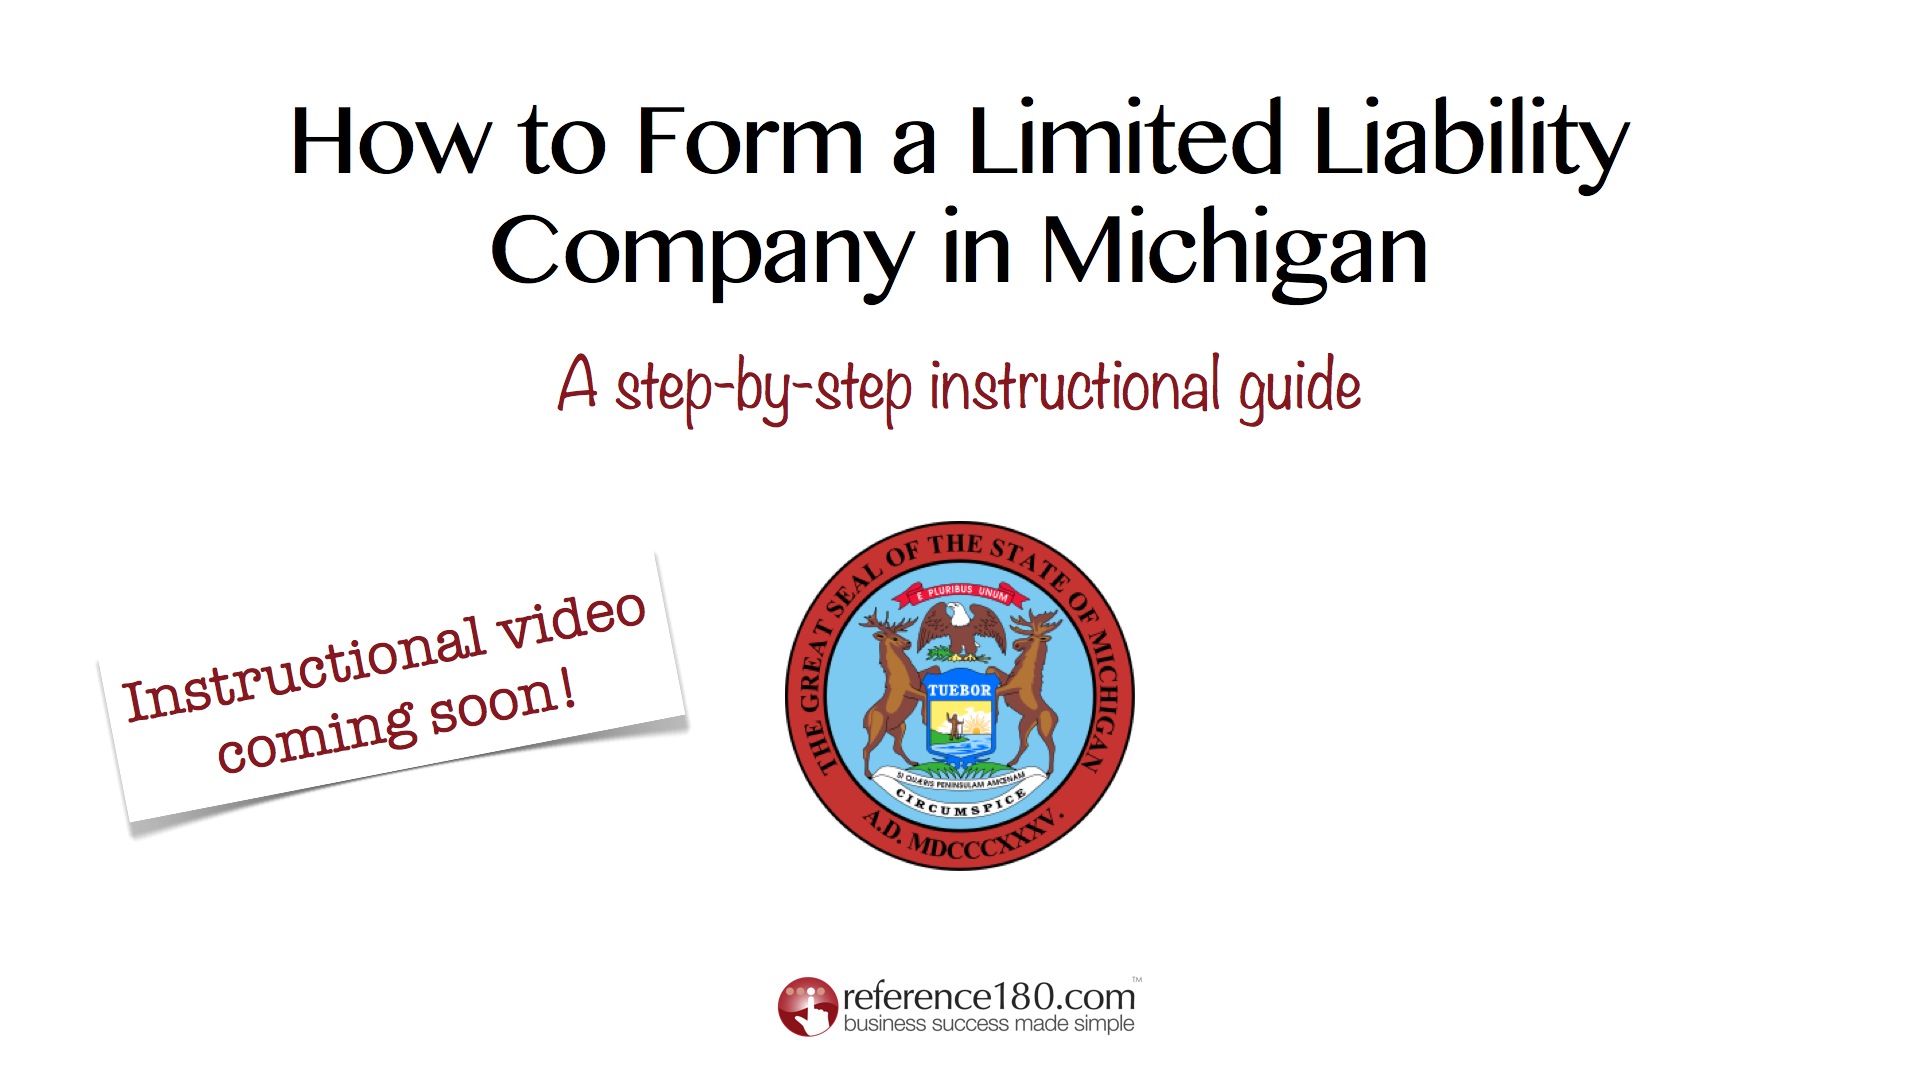 How to Form a Limited Liability
Company in Michigan
A step-by-step instructional guide
Instructional video
coming soon!
THE GREAT SEAL OF THE STATE OF MICHIGAN
E PLURIBUS UNUM
TUEBOR
SI QUÆRIS PENINSULAM AMŒNAM
CIRCUMSPICE
A.D. MDCCCXXXV.
reference180.com™
business success made simple